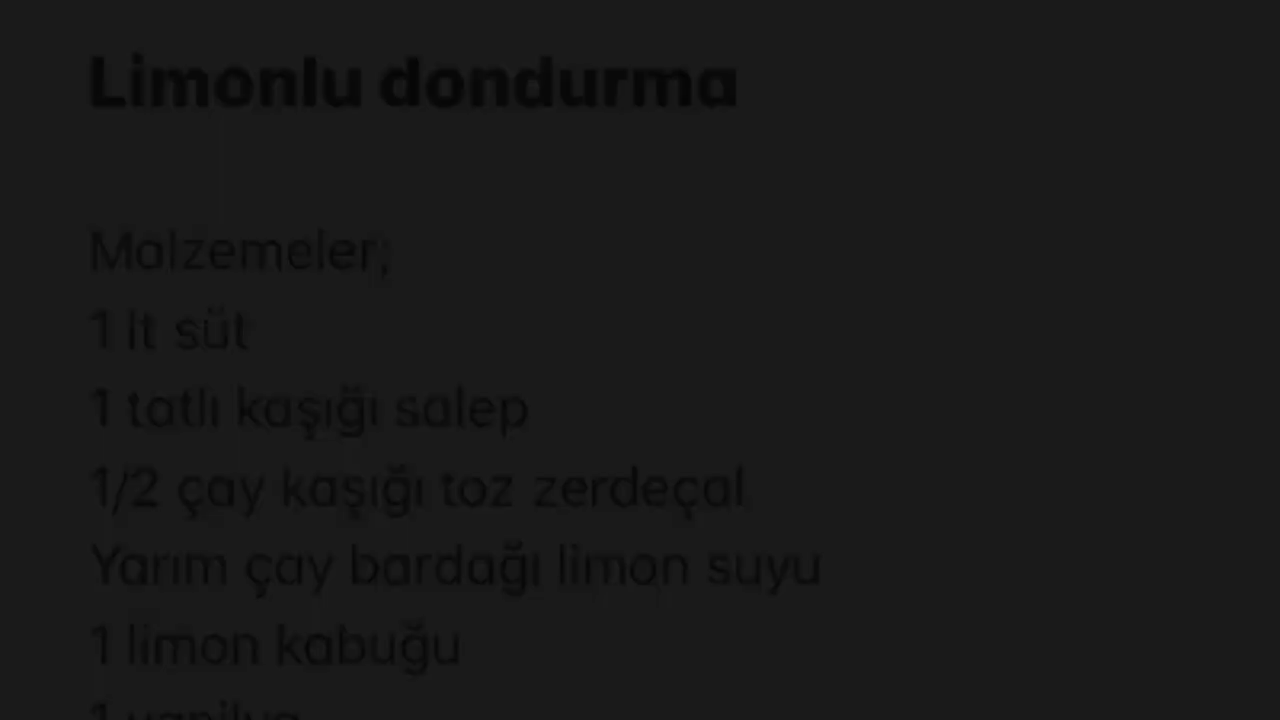 Limonlu dondurma
Malzemeler;
1 lt süt
1 tatlı kaşığı salep
1/2 çay kaşığı toz zerdeçal
Yarım çay bardağı limon suyu
1 limon kabuğu
1